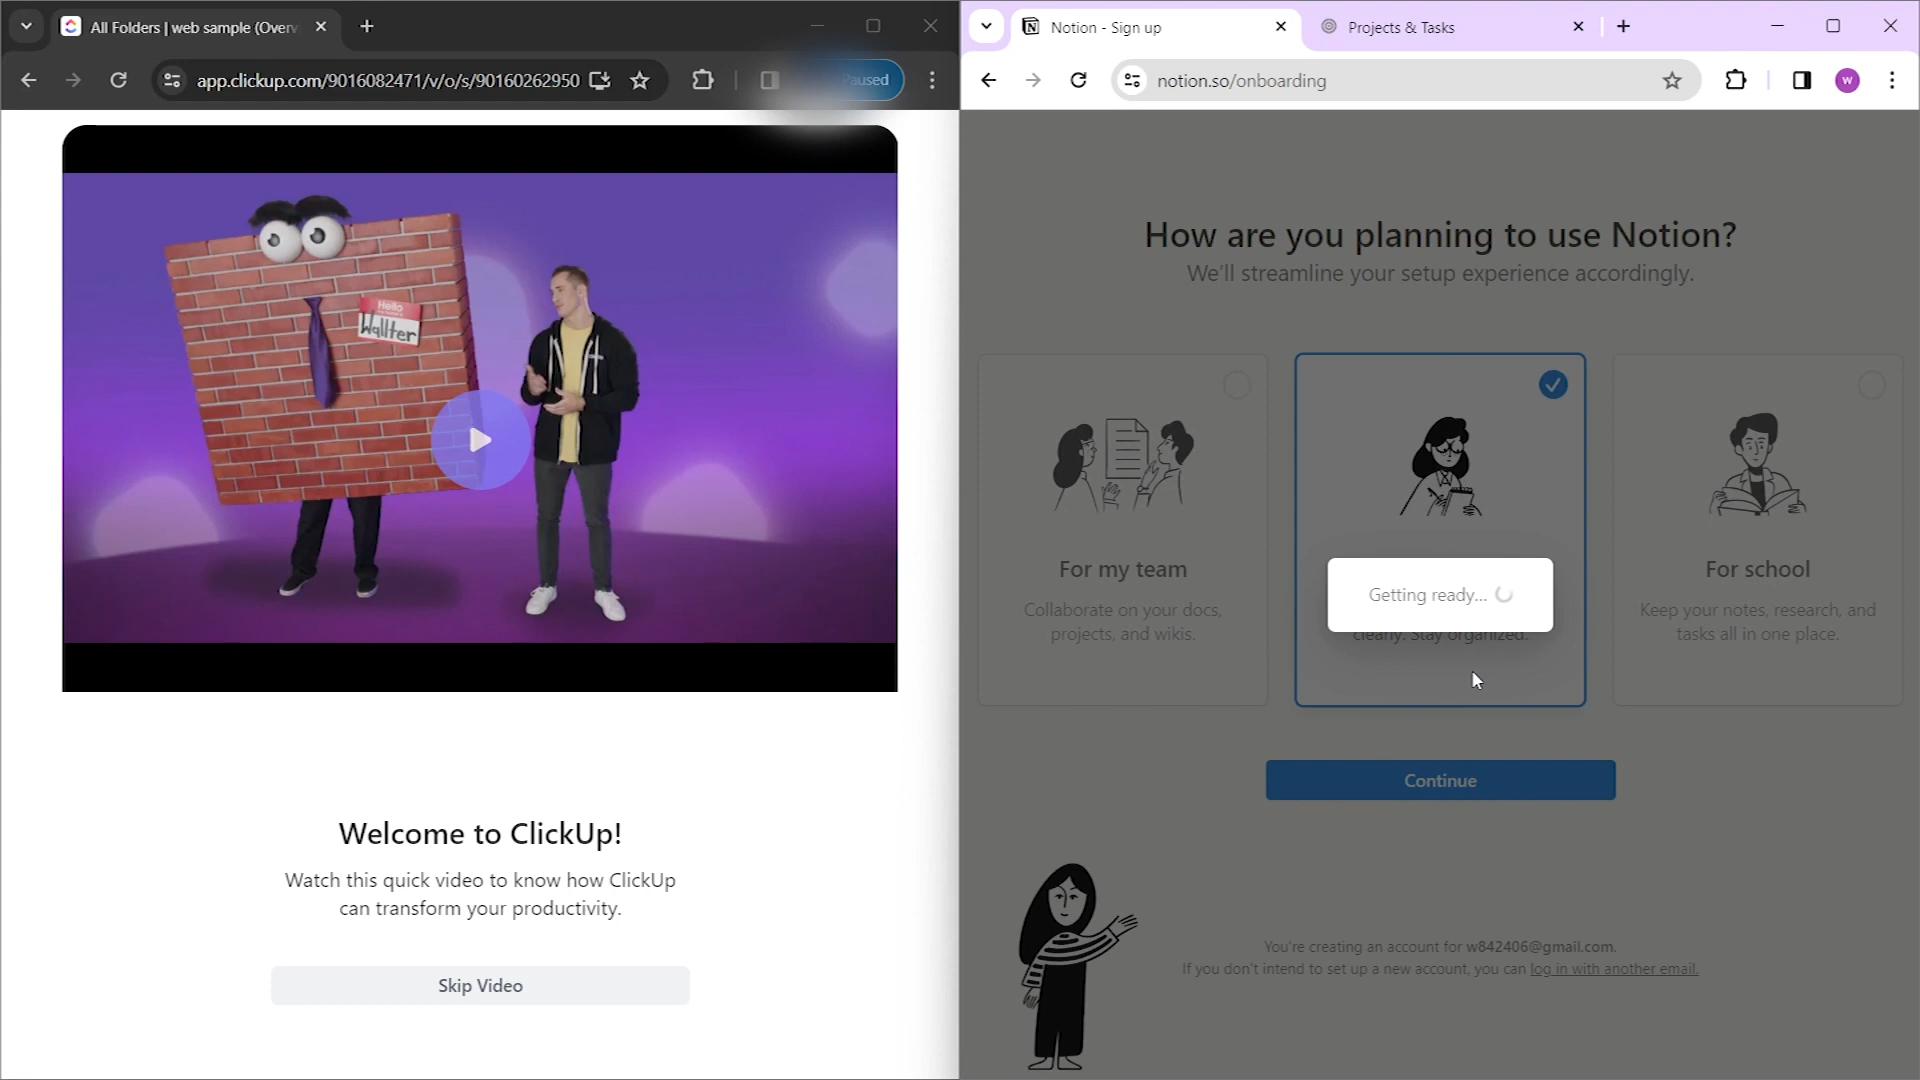 All Folders | web sample (Overv
app.clickup.com/9016082471/v/o/s/90160262950
Paused
Hello
Wallter
Welcome to ClickUp!
Watch this quick video to know how ClickUp
can transform your productivity.
Skip Video
Notion - Sign up
Projects & Tasks
notion.so/onboarding
W
How are you planning to use Notion?
We'll streamline your setup experience accordingly.
For my team
Collaborate on your docs,
projects, and wikis.
Getting ready...
clearly. Stay organized.
For school
Keep your notes, research, and
tasks all in one place.
Continue
You're creating an account for w842406@gmail.com.
If you don't intend to set up a new account, you can log in with another email.